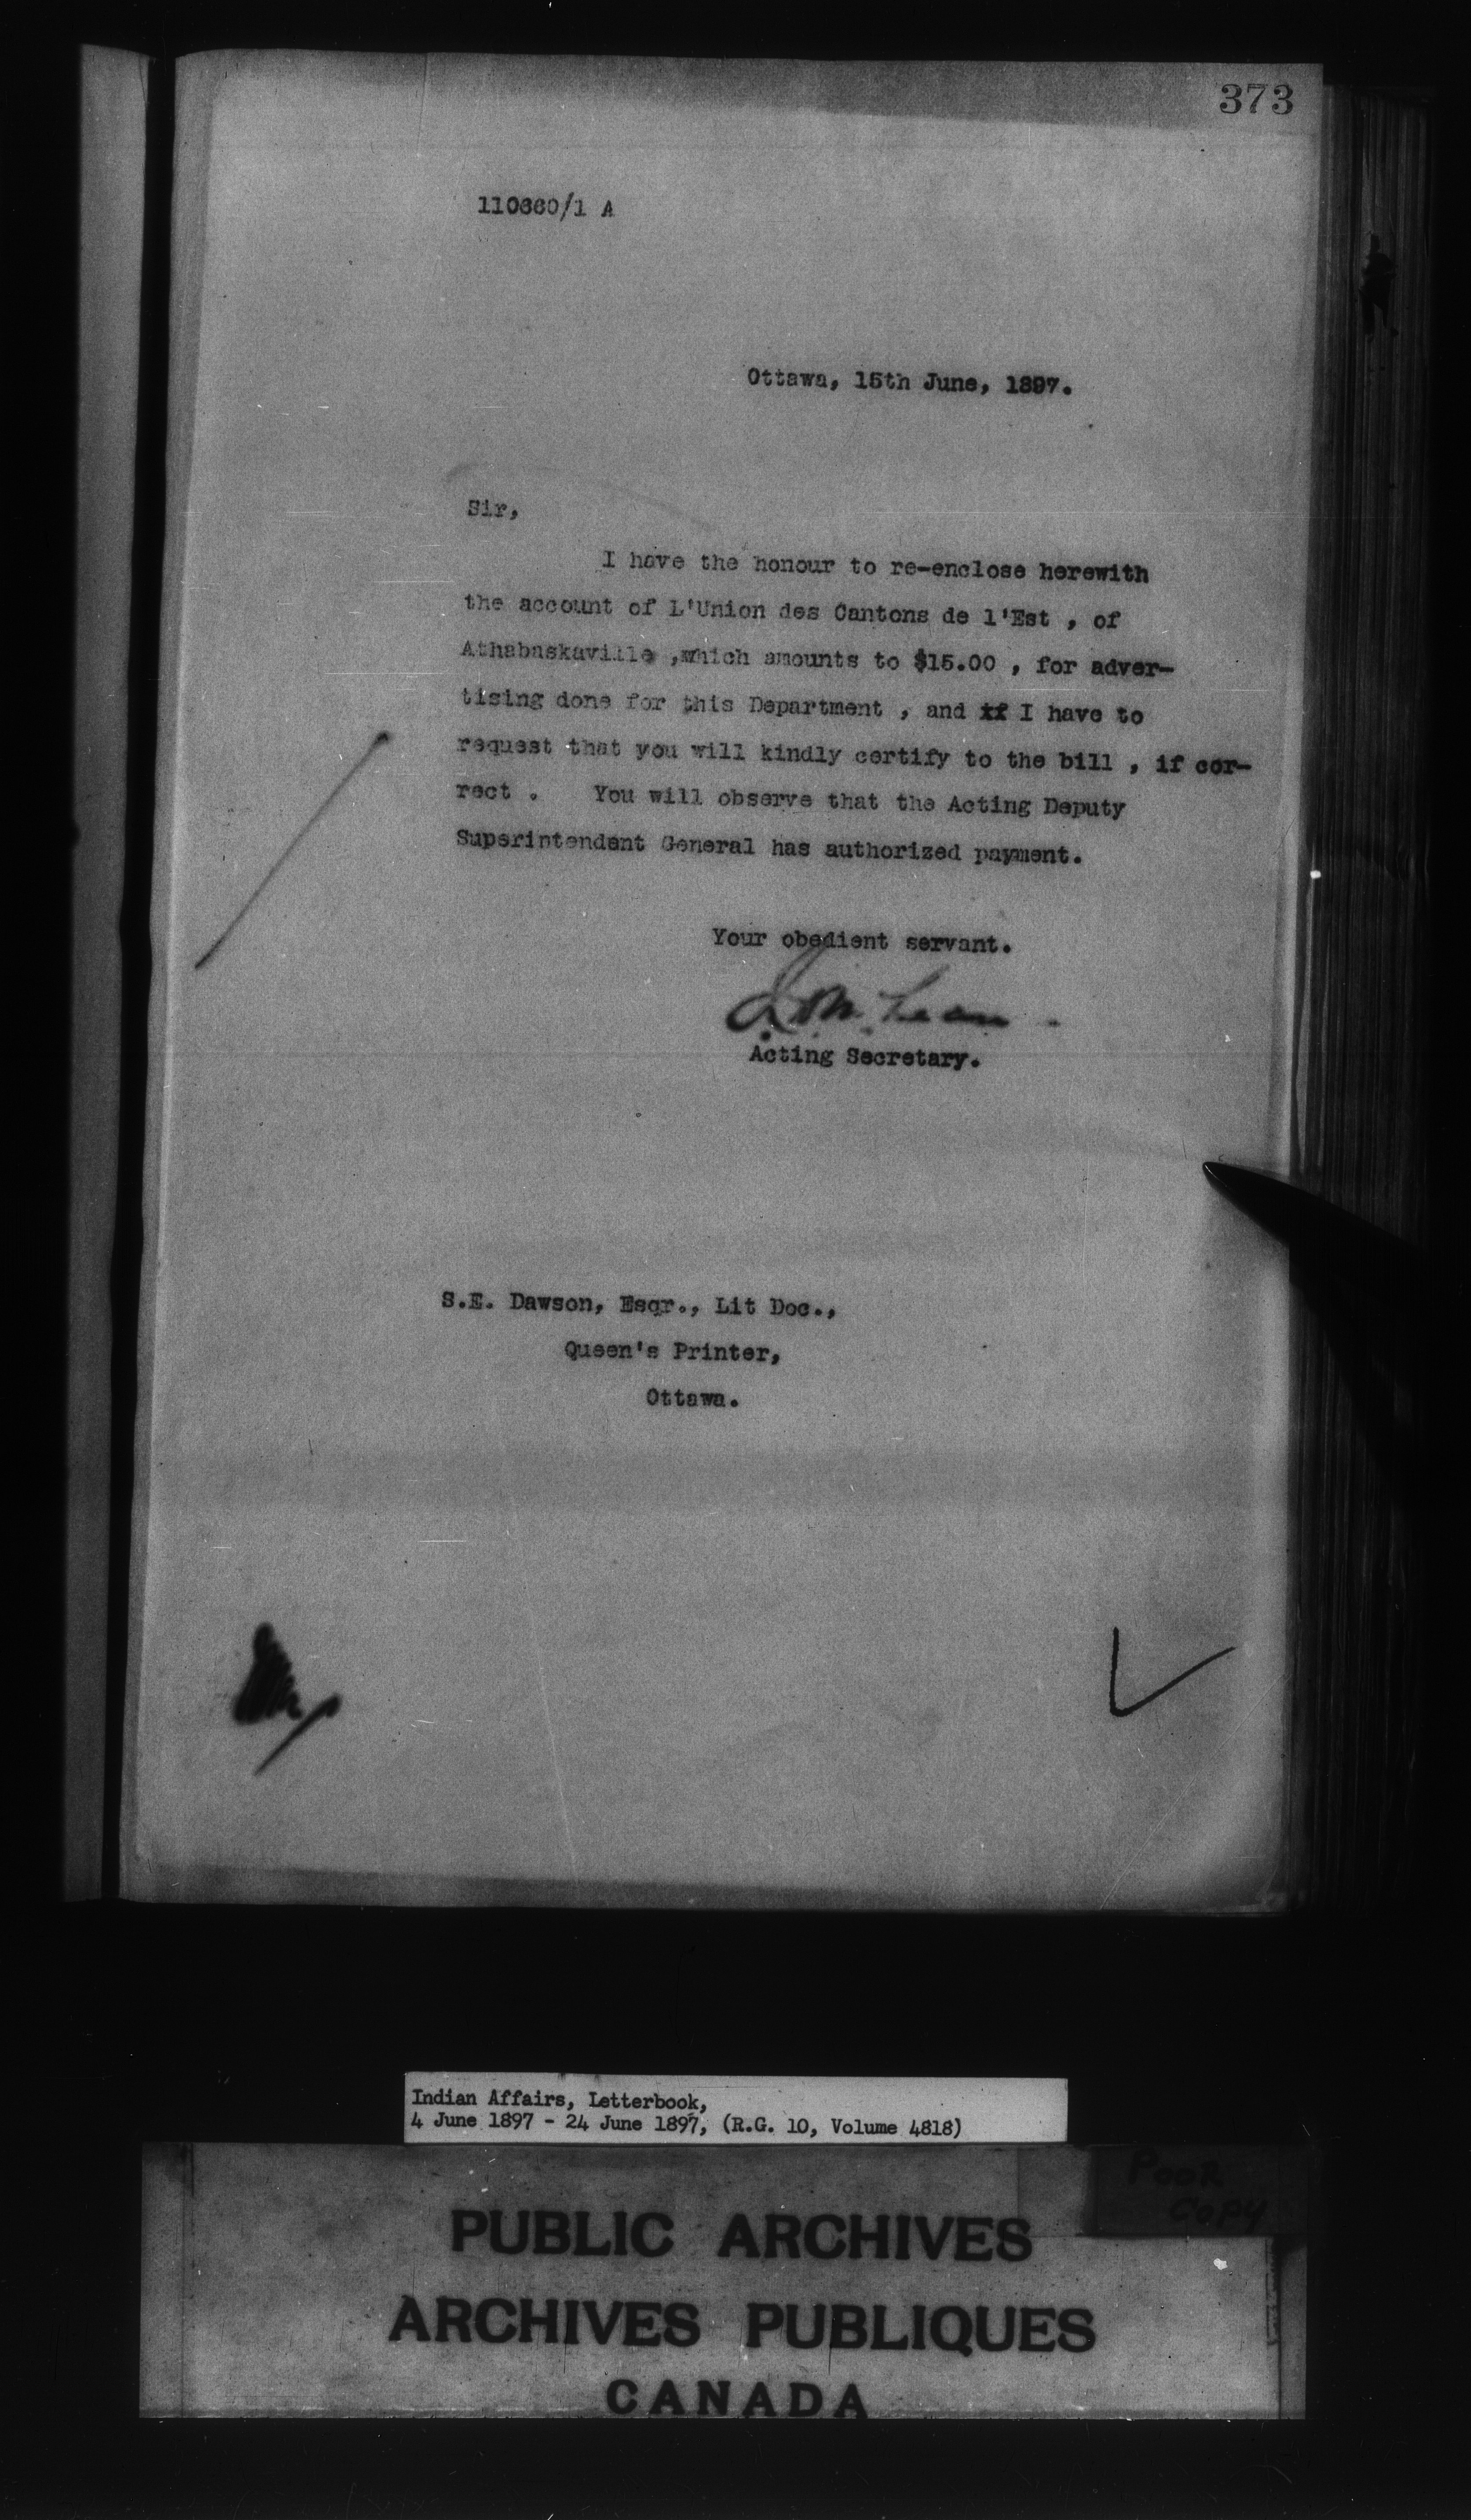 373
110660/1 A
Ottawa, 15th June, 1897.
Sir,
I have the honour to re-enclose herewith
the account of L'Union des Cantons de l'Est , of
Athabaskaville ,which amounts to $15.00 , for adver-
tising done for this Department , and if I have to
request that you will kindly certify to the bill , if cor-
rect . You will observe that the Acting Deputy
Superintendent General has authorized payment.
Your obedient servant.
J.D. McLean
Acting Secretary.
S.E. Dawson, Esqr., Lit Doc.,
Queen's Printer,
Ottawa.
Indian Affairs, Letterbook,
4 June 1897 - 24 June 1897, (R.G. 10, Volume 4818)
POOR
COPY
PUBLIC ARCHIVES
ARCHIVES PUBLIQUES
CANADA